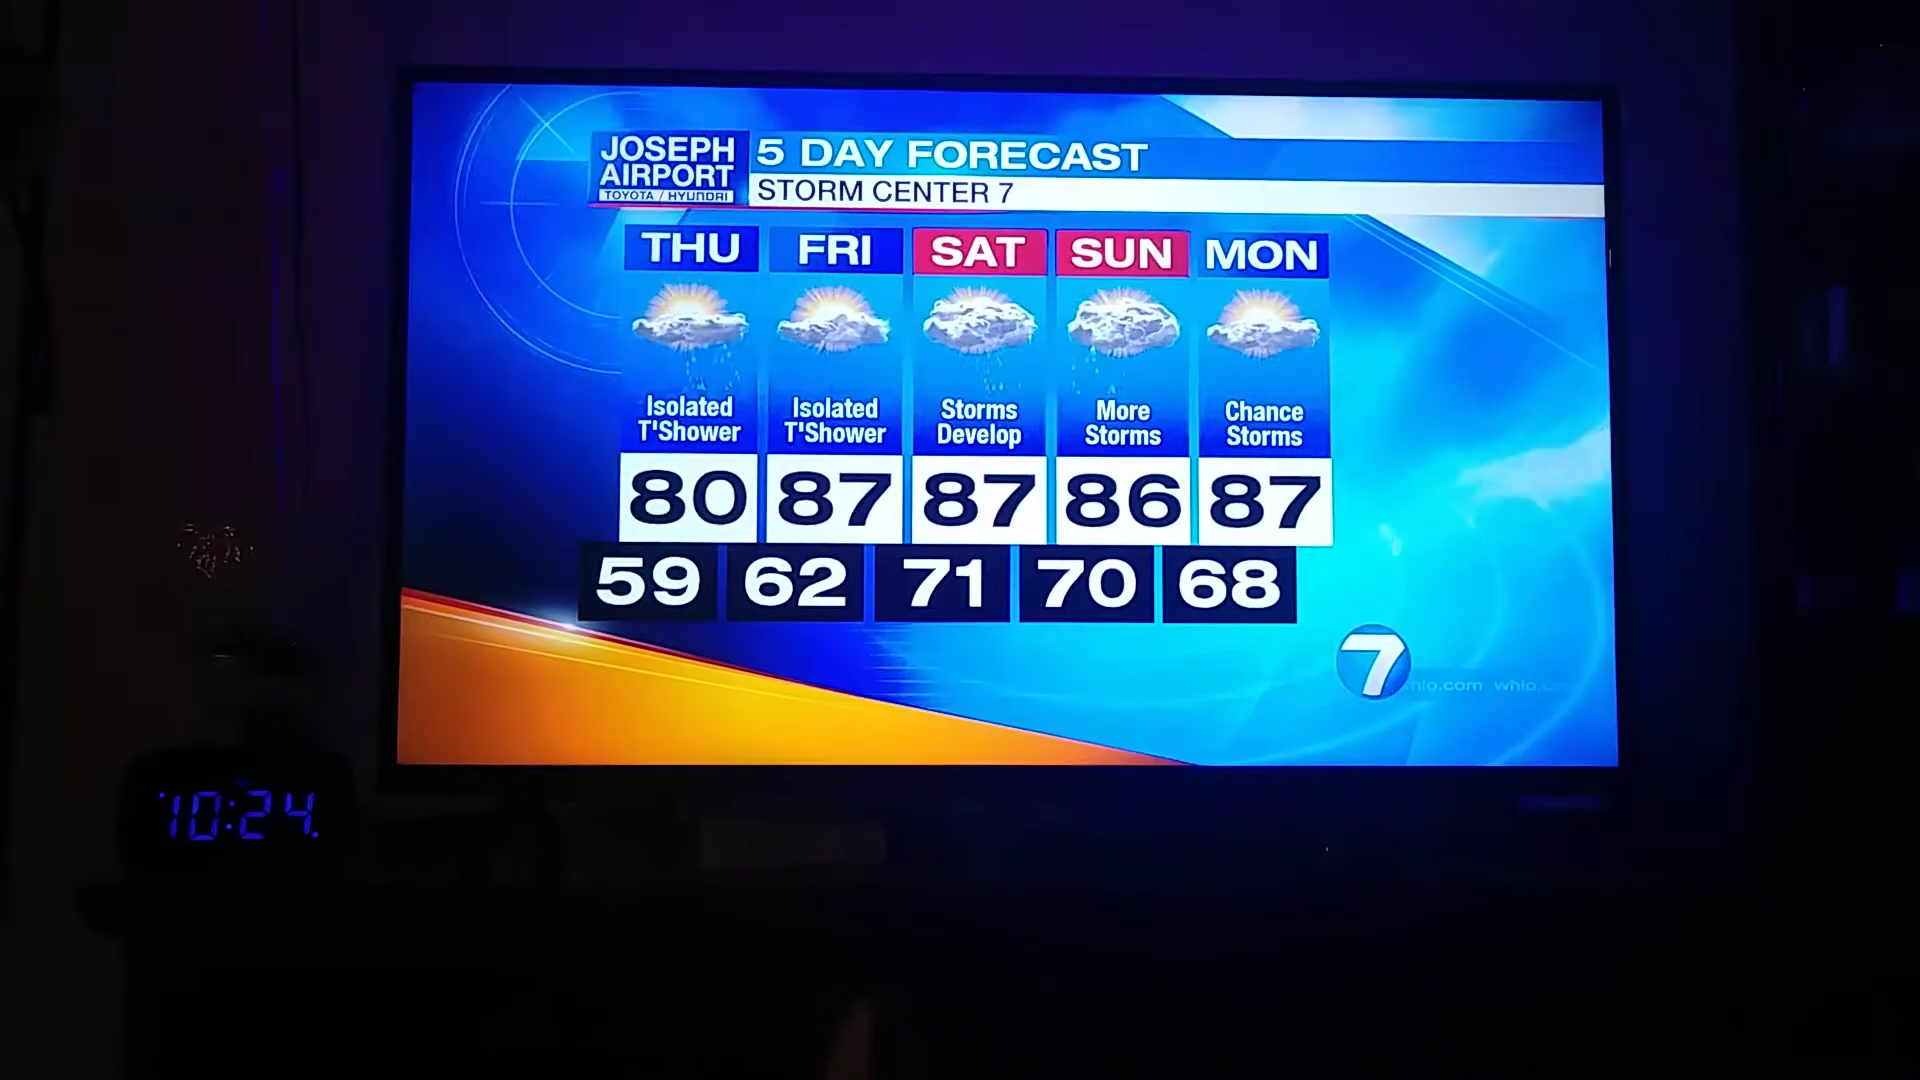 JOSEPH
AIRPORT
TOYOTA / HYUNDAI
5 DAY FORECAST
STORM CENTER 7
THU FRI SAT SUN MON
Isolated T'Shower
Isolated T'Shower
Storms Develop
More Storms
Chance Storms
80 87 87 86 87
59 62 71 70 68
7
10:24